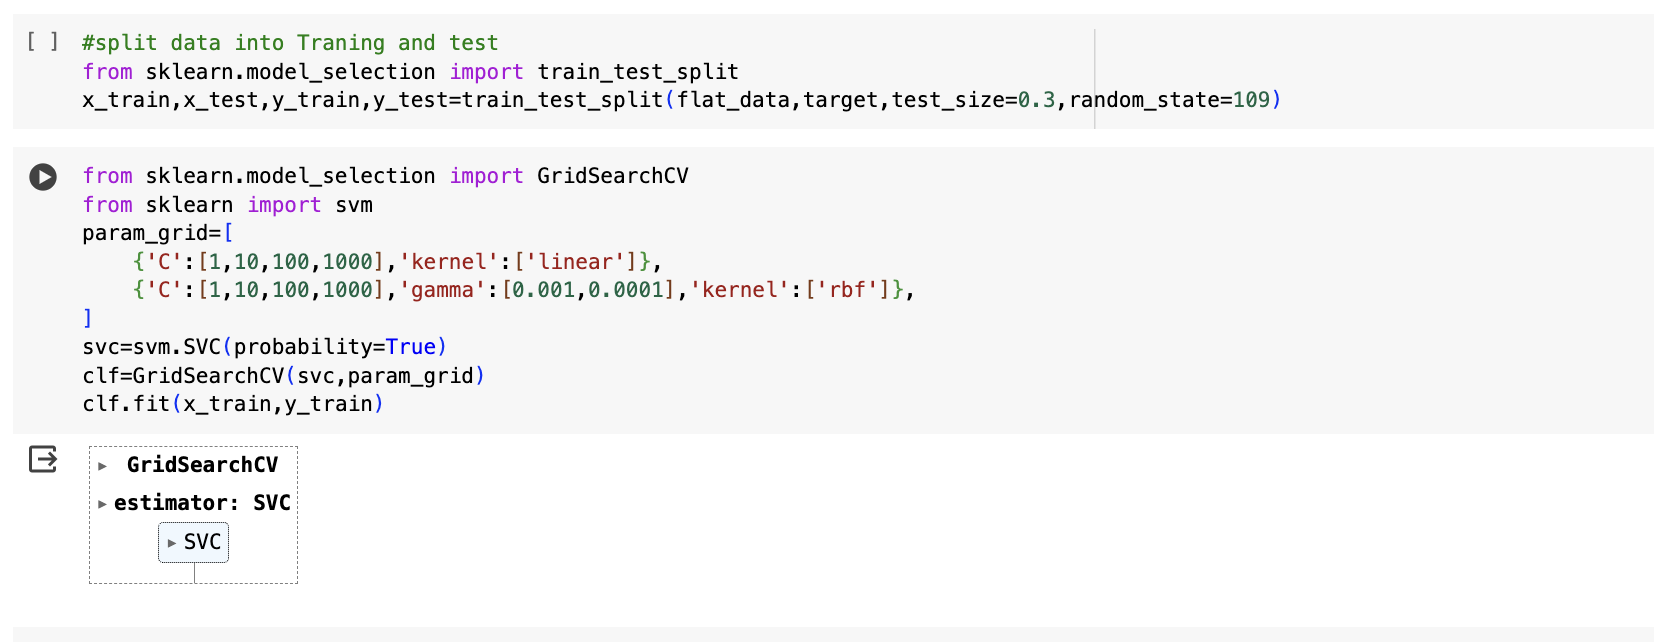 [ ] #split data into Traning and test
from sklearn.model_selection import train_test_split
x_train,x_test,y_train,y_test=train_test_split(flat_data,target,test_size=0.3,random_state=109)
from sklearn.model_selection import GridSearchCV
from sklearn import svm
param_grid=[
    {'C':[1,10,100,1000],'kernel':['linear']},
    {'C':[1,10,100,1000],'gamma':[0.001,0.0001],'kernel':['rbf']},
]
svc=svm.SVC(probability=True)
clf=GridSearchCV(svc,param_grid)
clf.fit(x_train,y_train)
GridSearchCV
estimator: SVC
SVC